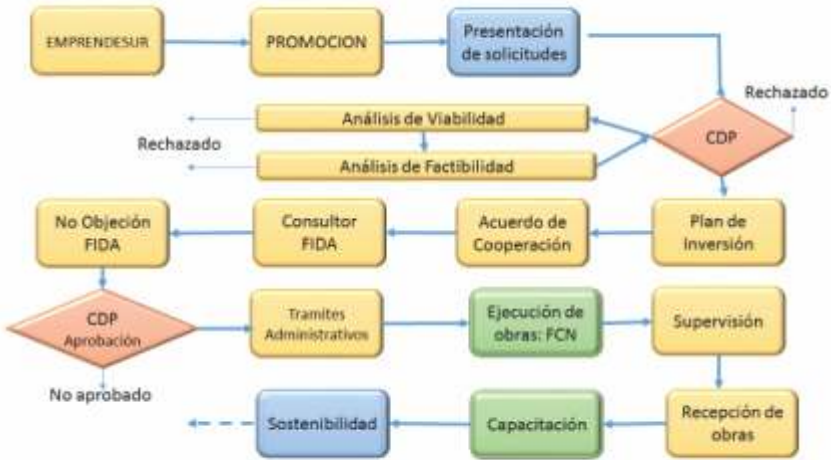 EMPRENDESUR
PROMOCION
Presentación
de solicitudes
Rechazado
Análisis de Viabilidad
CDP
Rechazado
Análisis de Factibilidad
No Objeción
FIDA
Consultor
FIDA
Acuerdo de
Cooperación
Plan de
Inversión
CDP
Aprobación
Tramites
Administrativos
Ejecución de
obras: FCN
Supervisión
No aprobado
Sostenibilidad
Capacitación
Recepción de
obras